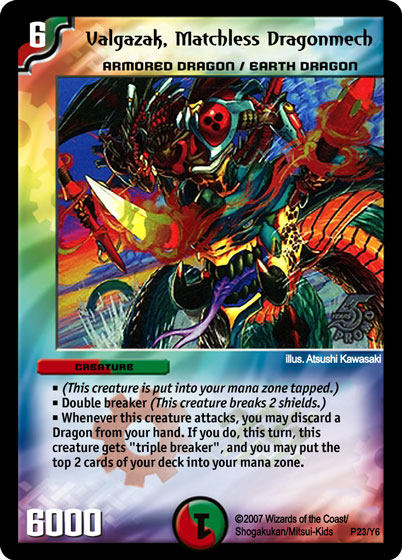 6
Valgazak, Matchless Dragonmech
ARMORED DRAGON / EARTH DRAGON
illus. Atsushi Kawasaki
CREATURE
▪ (This creature is put into your mana zone tapped.)
▪ Double breaker (This creature breaks 2 shields.)
▪ Whenever this creature attacks, you may discard a
Dragon from your hand. If you do, this turn, this
creature gets "triple breaker", and you may put the
top 2 cards of your deck into your mana zone.
6000
1
©2007 Wizards of the Coast/
Shogakukan/Mitsui-Kids
P23/Y6